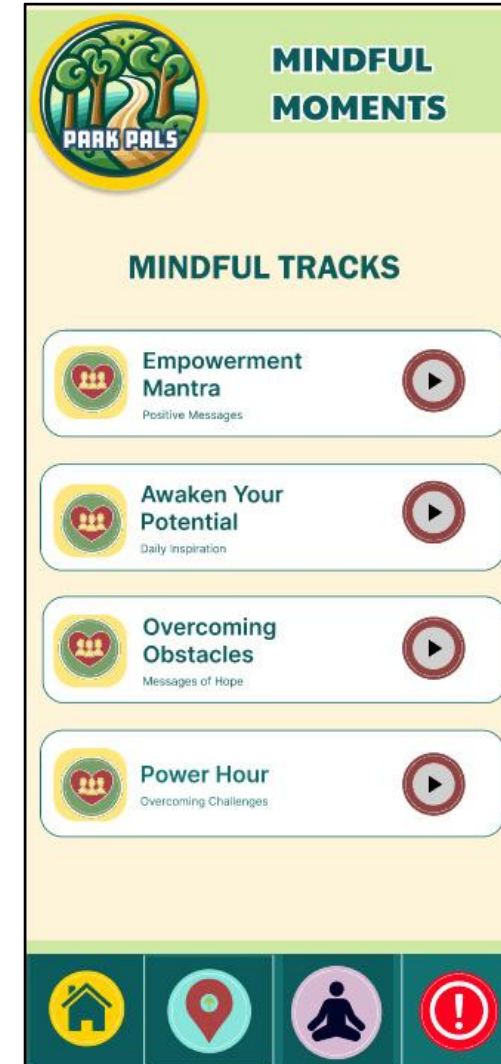 MINDFUL
MOMENTS
PARK PALS
MINDFUL TRACKS
Empowerment
Mantra
Positive Messages
Awaken Your
Potential
Daily Inspiration
Overcoming
Obstacles
Messages of Hope
Power Hour
Overcoming Challenges